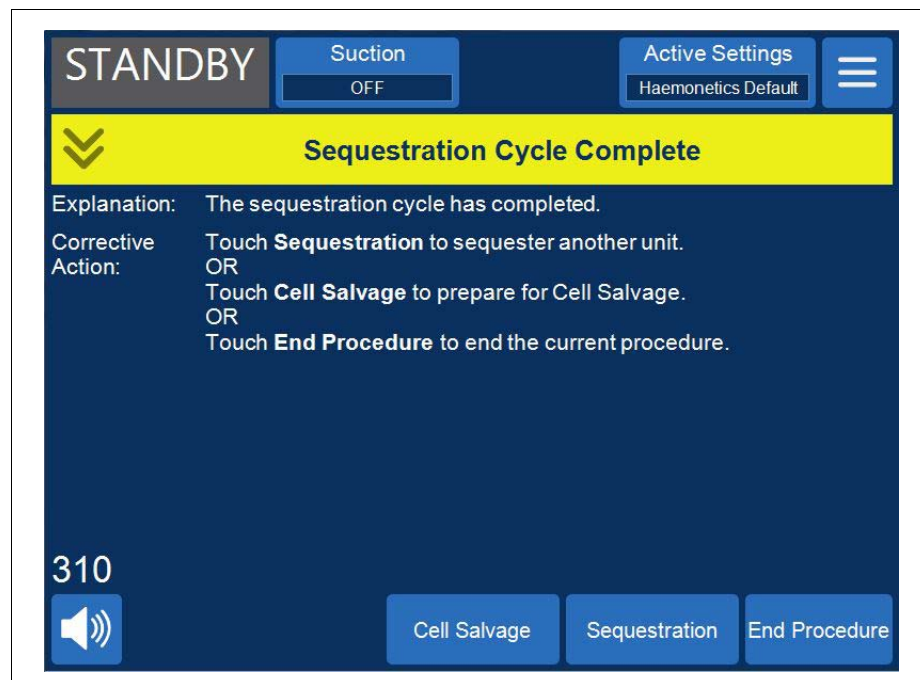 STANDBY
Suction
OFF
Active Settings
Haemonetics Default
Sequestration Cycle Complete
Explanation: The sequestration cycle has completed.
Corrective Action: Touch Sequestration to sequester another unit.
OR
Touch Cell Salvage to prepare for Cell Salvage.
OR
Touch End Procedure to end the current procedure.
310
Cell Salvage
Sequestration
End Procedure